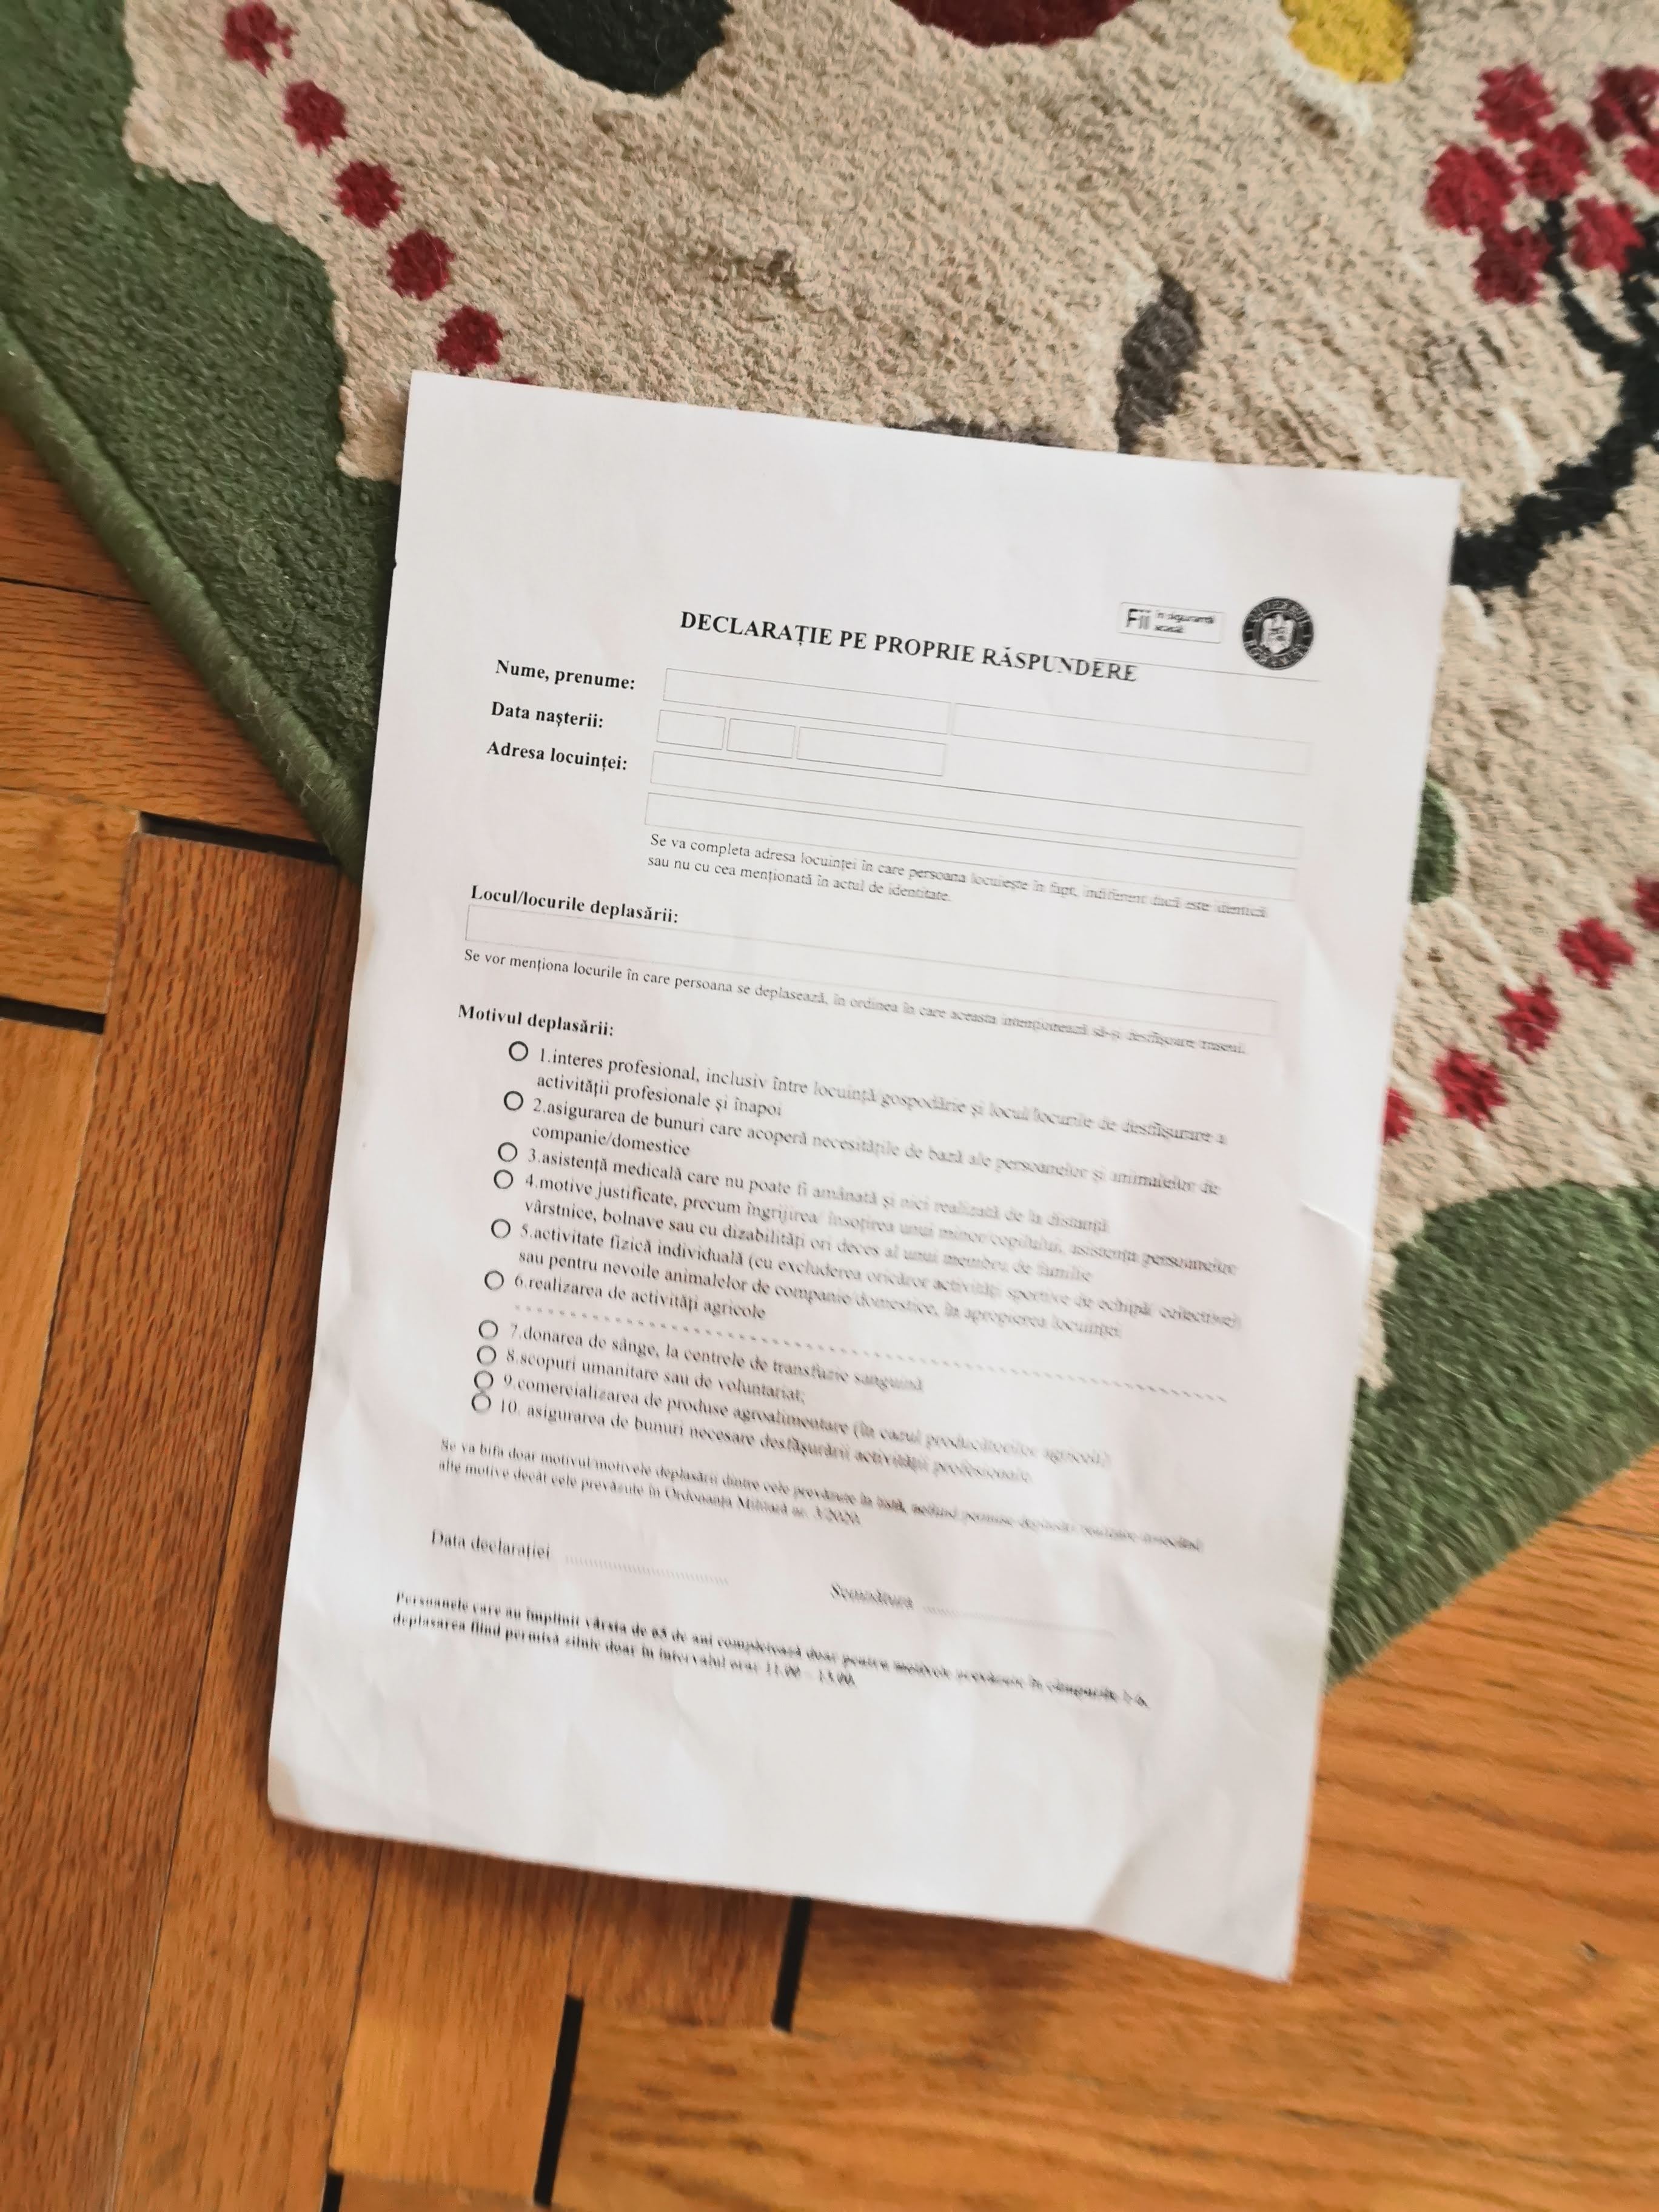 Fii în siguranță
acasă
DECLARAȚIE PE PROPRIE RĂSPUNDERE
Nume, prenume:
Data nașterii:
Adresa locuinței:
Se va completa adresa locuinței în care persoana locuiește în fapt, indiferent dacă este identică
sau nu cu cea menționată în actul de identitate.
Locul/locurile deplasării:
Se vor menționa locurile în care persoana se deplasează, în ordinea în care aceasta intenționează să-și desfășoare traseul.
Motivul deplasării:
1.interes profesional, inclusiv între locuință/gospodărie și locul/locurile de desfășurare a
activității profesionale și înapoi
2.asigurarea de bunuri care acoperă necesitățile de bază ale persoanelor și animalelor de
companie/domestice
3.asistență medicală care nu poate fi amânată și nici realizată de la distanță
4.motive justificate, precum îngrijirea/ însoțirea unui minor/copilului, asistența persoanelor
vârstnice, bolnave sau cu dizabilități ori deces al unui membru de familie
5.activitate fizică individuală (cu excluderea oricăror activități sportive de echipă/ colective)
sau pentru nevoile animalelor de companie/domestice, în apropierea locuinței
6.realizarea de activități agricole
7.donarea de sânge, la centrele de transfuzie sanguină
8.scopuri umanitare sau de voluntariat;
9.comercializarea de produse agroalimentare (în cazul producătorilor agricoli)
10. asigurarea de bunuri necesare desfășurării activității profesionale.
Se va bifa doar motivul/motivele deplasării dintre cele prevăzute în listă, nefiind permise deplasări realizate invocând
alte motive decât cele prevăzute în Ordonanța Militară nr. 3/2020.
Data declarației
Semnătura
Persoanele care au împlinit vârsta de 65 de ani completează doar pentru motivele prevăzute în câmpurile 1-6,
deplasarea fiind permisă zilnic doar în intervalul orar 11.00 - 13.00.